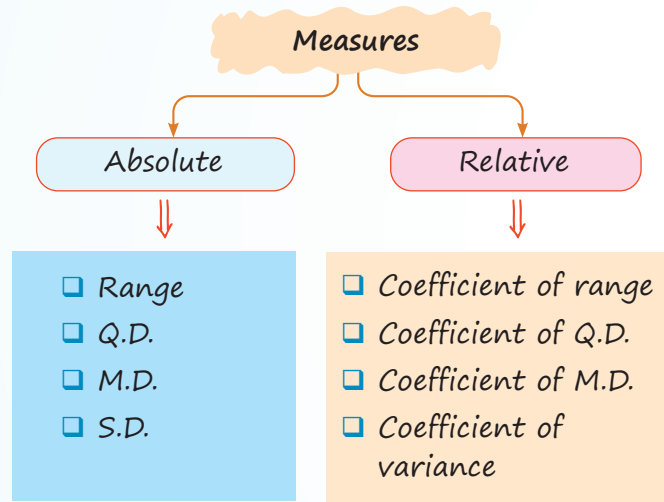 Measures
Absolute
Relative
❑ Range
❑ Q.D.
❑ M.D.
❑ S.D.
❑ Coefficient of range
❑ Coefficient of Q.D.
❑ Coefficient of M.D.
❑ Coefficient of
variance